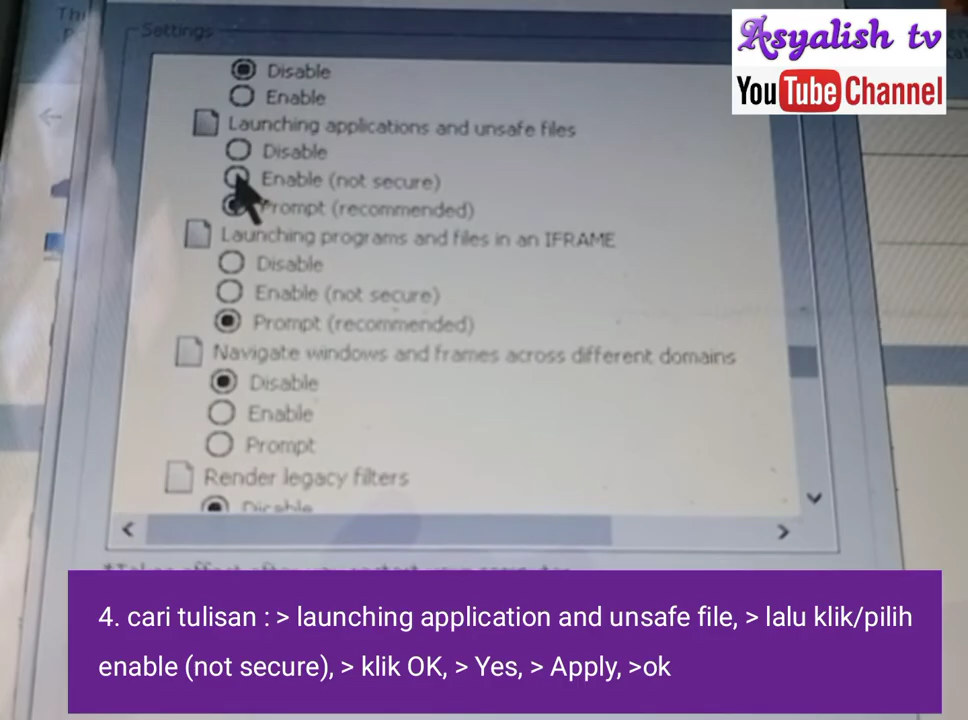 Asyalish tv
YouTube Channel
Settings
Disable
Enable
Launching applications and unsafe files
Disable
Enable (not secure)
Prompt (recommended)
Launching programs and files in an IFRAME
Disable
Enable (not secure)
Prompt (recommended)
Navigate windows and frames across different domains
Disable
Enable
Prompt
Render legacy filters
Disable
4. cari tulisan : > launching application and unsafe file, > lalu klik/pilih
enable (not secure), > klik OK, > Yes, > Apply, >ok